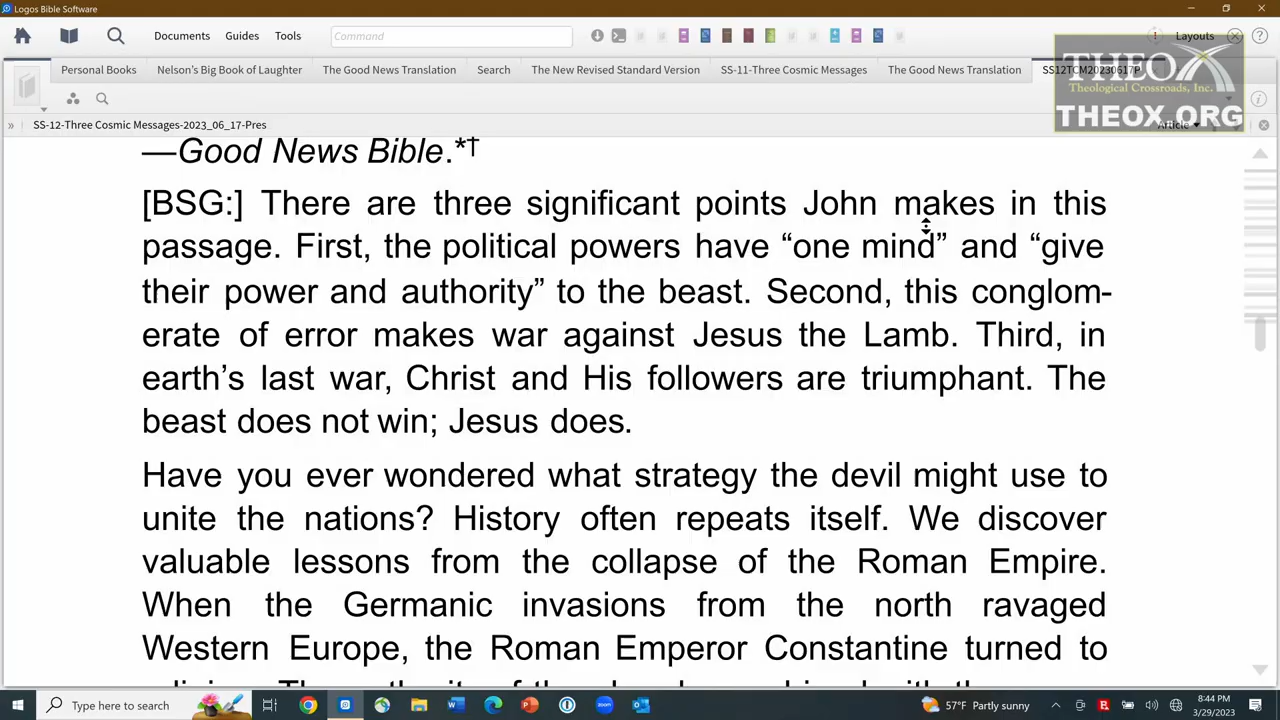 Logos Bible Software
Documents Guides Tools Command Layouts
Personal Books Nelson's Big Book of Laughter The Go on Search The New Revised Standard Version SS-11-Three Cosmic Messages The Good News Translation SS12TCM20230617P
THEOX
Theological Crossroads, Inc.
THEOX.ORG
SS-12-Three Cosmic Messages-2023_06_17-Pres Article
—Good News Bible.*†
[BSG:] There are three significant points John makes in this
passage. First, the political powers have “one mind” and “give
their power and authority” to the beast. Second, this conglom-
erate of error makes war against Jesus the Lamb. Third, in
earth’s last war, Christ and His followers are triumphant. The
beast does not win; Jesus does.
Have you ever wondered what strategy the devil might use to
unite the nations? History often repeats itself. We discover
valuable lessons from the collapse of the Roman Empire.
When the Germanic invasions from the north ravaged
Western Europe, the Roman Emperor Constantine turned to
Type here to search
57°F Partly sunny
8:44 PM
3/29/2023